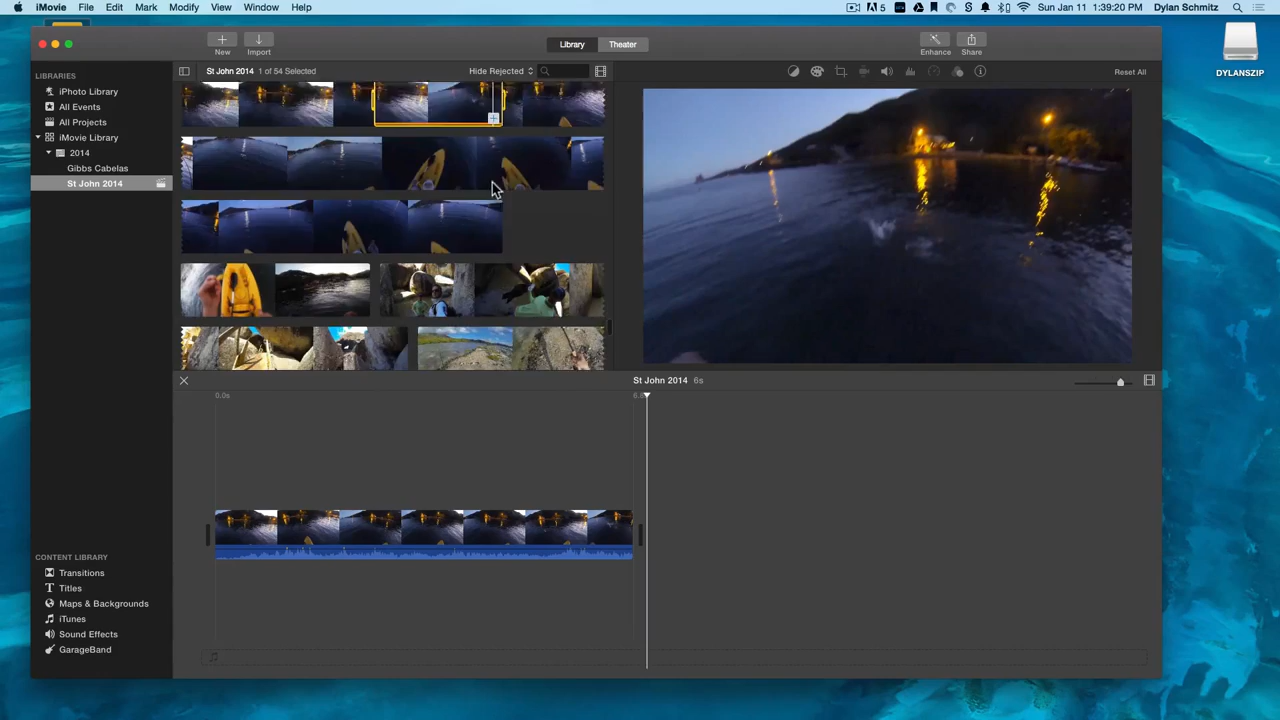 iMovie File Edit Mark Modify View Window Help 5 Sun Jan 11 1:39:20 PM Dylan Schmitz
New Import Library Theater Enhance Share
DYLANSZIP
LIBRARIES St John 2014 1 of 54 Selected Hide Rejected Reset All
iPhoto Library
All Events
All Projects
iMovie Library
2014
Gibbs Cabelas
St John 2014
St John 2014 6s
0.0s 6.8
CONTENT LIBRARY
Transitions
T Titles
Maps & Backgrounds
iTunes
Sound Effects
GarageBand